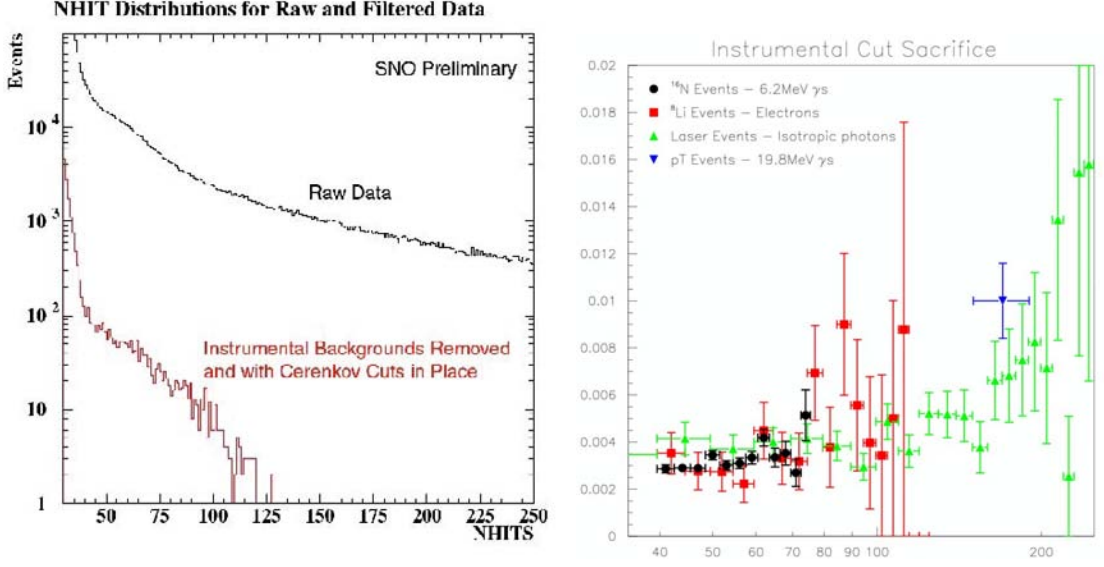 NHIT Distributions for Raw and Filtered Data
Events
SNO Preliminary
10^4
Raw Data
10^3
10^2
Instrumental Backgrounds Removed
and with Cerenkov Cuts in Place
10
1
50 75 100 125 150 175 200 225 250
NHITS
Instrumental Cut Sacrifice
0.02
¹⁶N Events – 6.2MeV γs
0.018
⁸Li Events – Electrons
Laser Events – Isotropic photons
0.016
pT Events – 19.8MeV γs
0.014
0.012
0.01
0.008
0.006
0.004
0.002
0
40 50 60 70 80 90 100 200